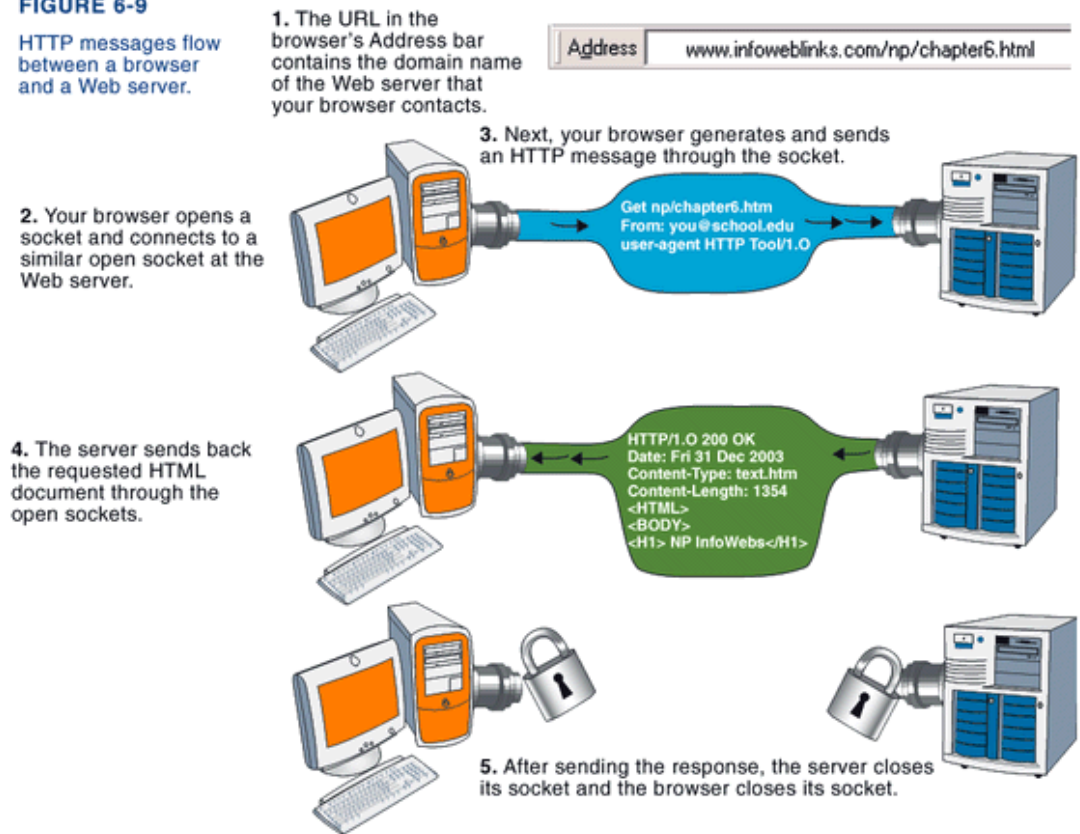 FIGURE 6-9
HTTP messages flow
between a browser
and a Web server.
1. The URL in the
browser's Address bar
contains the domain name
of the Web server that
your browser contacts.
Address www.infoweblinks.com/np/chapter6.html
2. Your browser opens a
socket and connects to a
similar open socket at the
Web server.
3. Next, your browser generates and sends
an HTTP message through the socket.
Get np/chapter6.htm
From: you@school.edu
user-agent HTTP Tool/1.O
4. The server sends back
the requested HTML
document through the
open sockets.
HTTP/1.O 200 OK
Date: Fri 31 Dec 2003
Content-Type: text.htm
Content-Length: 1354
<HTML>
<BODY>
<H1> NP InfoWebs</H1>
5. After sending the response, the server closes
its socket and the browser closes its socket.